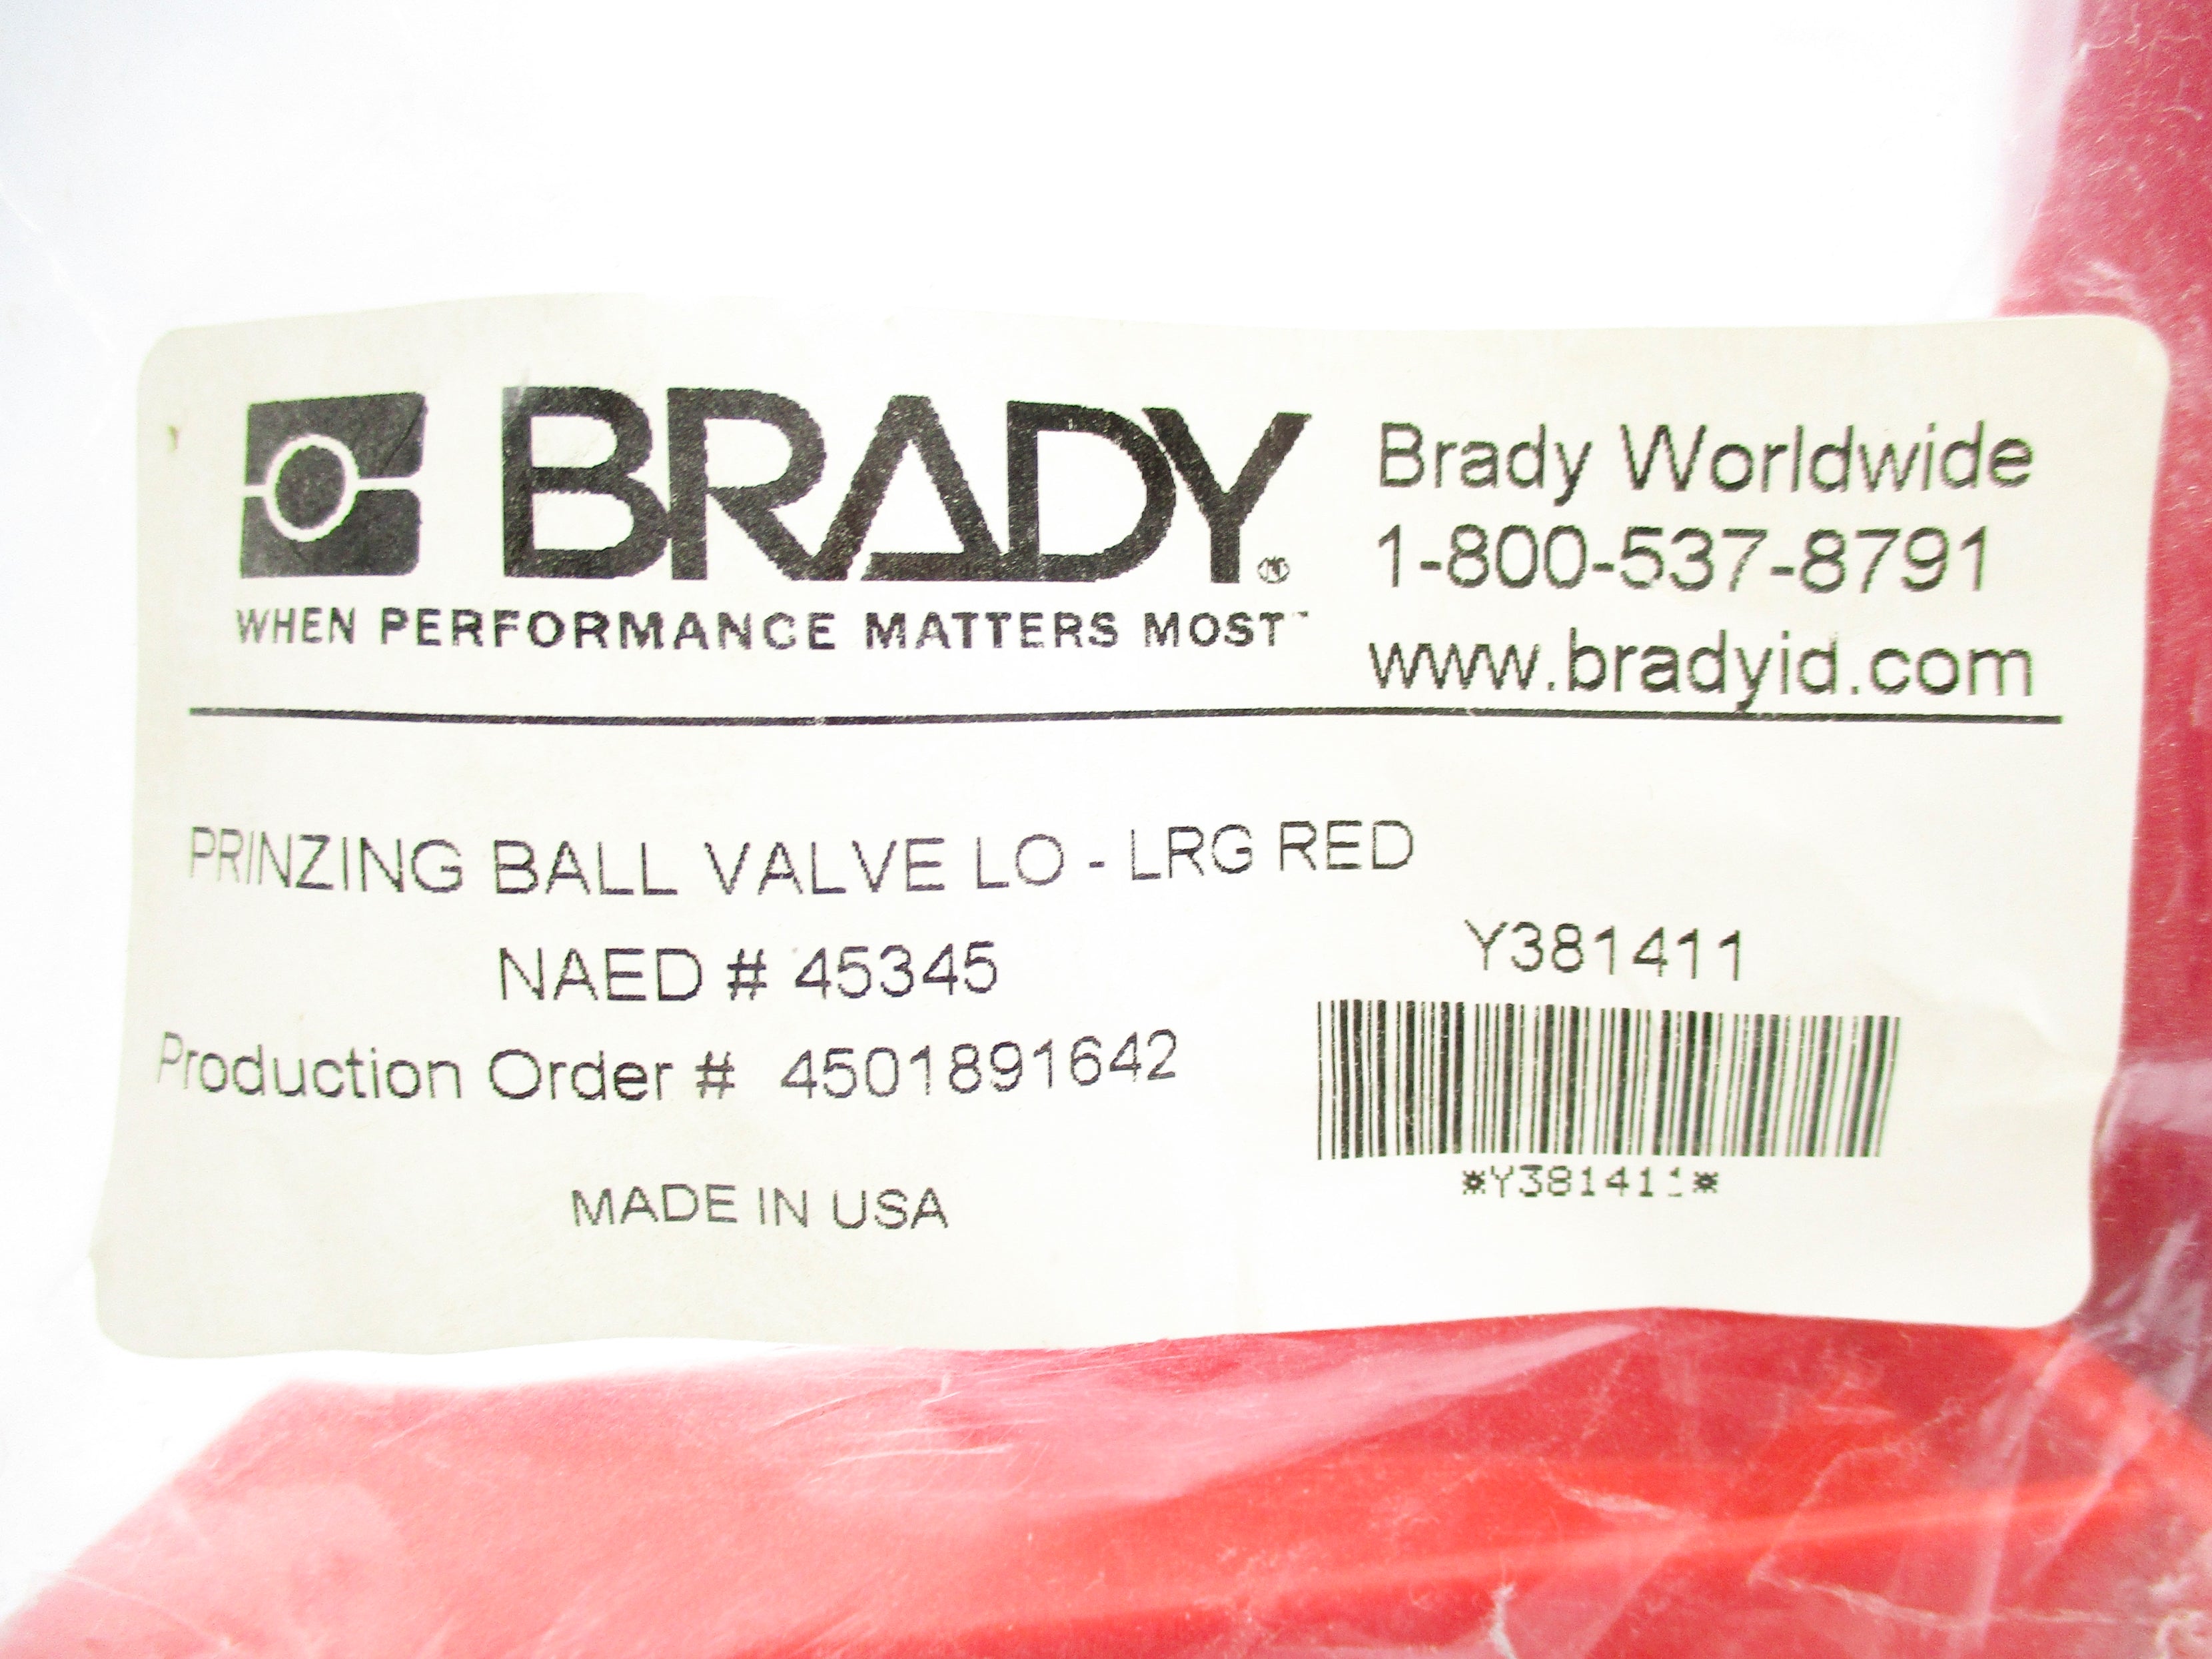 BRADY®
WHEN PERFORMANCE MATTERS MOST™
Brady Worldwide
1-800-537-8791
www.bradyid.com
PRINZING BALL VALVE LO - LRG RED
NAED # 45345
Production Order # 4501891642
MADE IN USA
Y381411
*Y381411*